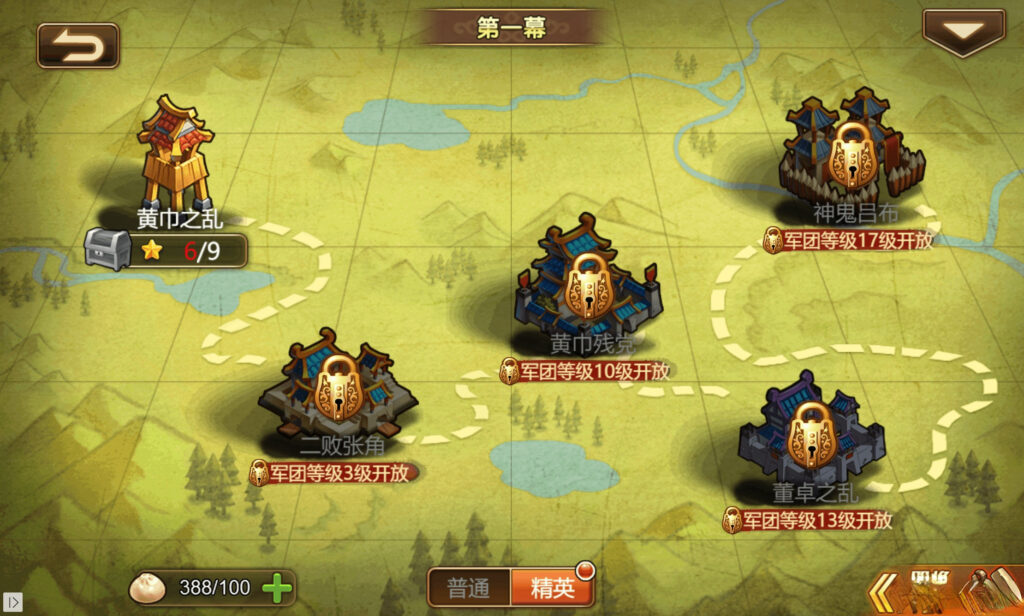 第一幕
黄巾之乱
6/9
神鬼吕布
军团等级17级开放
黄巾残党
军团等级10级开放
二败张角
军团等级3级开放
董卓之乱
军团等级13级开放
388/100
普通
精英